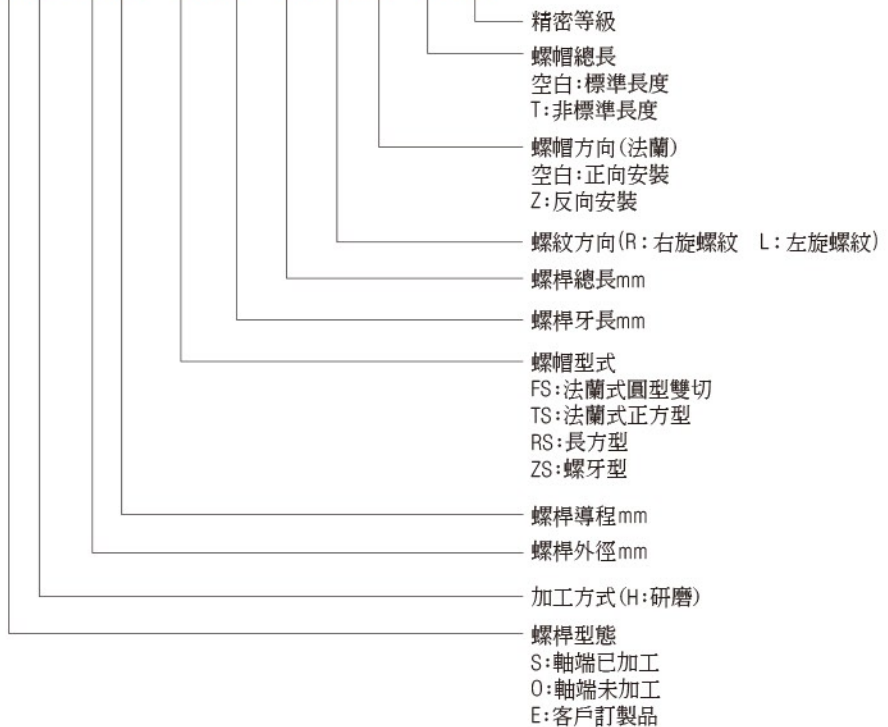 精密等級
螺帽總長
空白:標準長度
T:非標準長度
螺帽方向(法蘭)
空白:正向安裝
Z:反向安裝
螺紋方向(R:右旋螺紋 L:左旋螺紋)
螺桿總長mm
螺桿牙長mm
螺帽型式
FS:法蘭式圓型雙切
TS:法蘭式正方型
RS:長方型
ZS:螺牙型
螺桿導程mm
螺桿外徑mm
加工方式(H:研磨)
螺桿型態
S:軸端已加工
O:軸端未加工
E:客戶訂製品